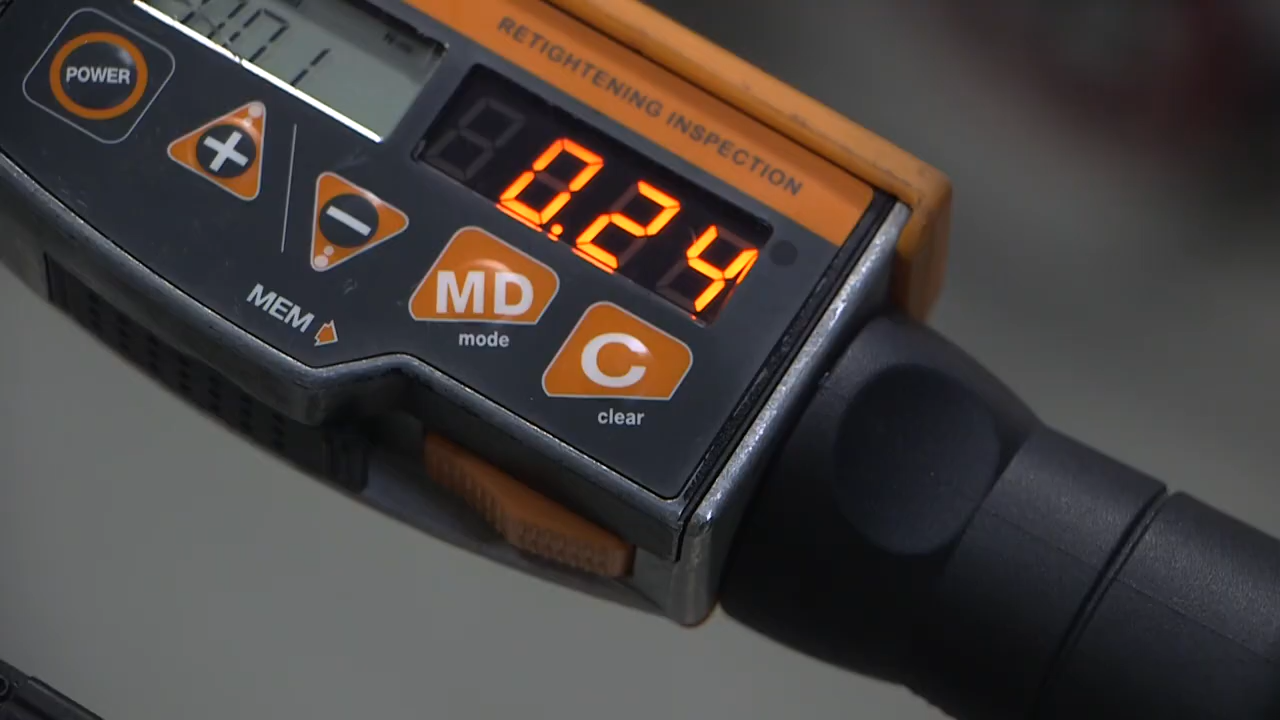 POWER
RETIGHTENING INSPECTION
0.24
MEM
MD
mode
C
clear